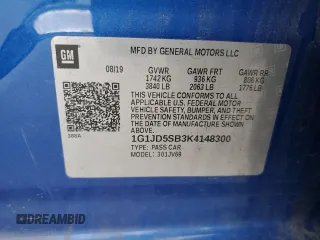 GM
MFD BY GENERAL MOTORS LLC
08/19 GVWR GAWR FRT GAWR RR
1742 KG 936 KG 806 KG
3840 LB 2063 LB 1776 LB
THIS VEHICLE CONFORMS TO ALL APPLICABLE
U.S. FEDERAL MOTOR VEHICLE
SAFETY, BUMPER, AND THEFT
PREVENTION STANDARDS IN EFFECT
ON THE DATE OF MANUFACTURE
SHOWN ABOVE.
1G1JD5SB3K4148300
TYPE: PASS CAR
MODEL: 301JV69
DREAMBID